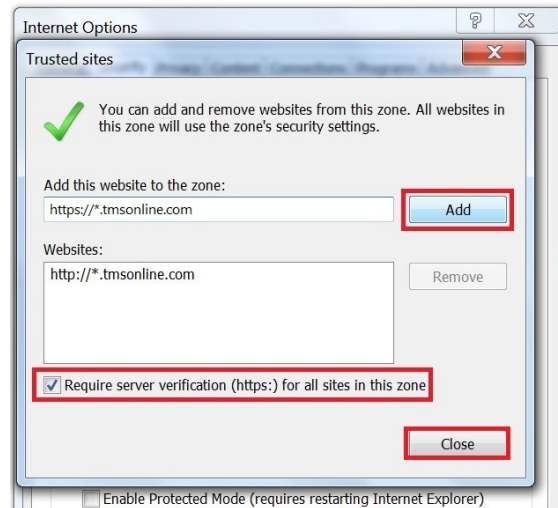 Internet Options
Trusted sites
You can add and remove websites from this zone. All websites in
this zone will use the zone's security settings.
Add this website to the zone:
https://*.tmsonline.com
Add
Websites:
http://*.tmsonline.com
Remove
Require server verification (https:) for all sites in this zone
Close
Enable Protected Mode (requires restarting Internet Explorer)